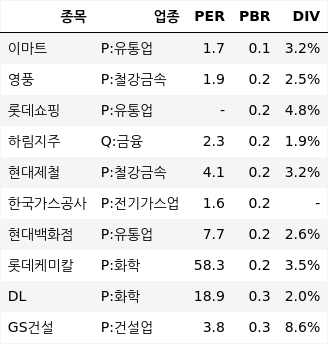 종목 업종 PER PBR DIV
이마트 P:유통업 1.7 0.1 3.2%
영풍 P:철강금속 1.9 0.2 2.5%
롯데쇼핑 P:유통업 - 0.2 4.8%
하림지주 Q:금융 2.3 0.2 1.9%
현대제철 P:철강금속 4.1 0.2 3.2%
한국가스공사 P:전기가스업 1.6 0.2 -
현대백화점 P:유통업 7.7 0.2 2.6%
롯데케미칼 P:화학 58.3 0.2 3.5%
DL P:화학 18.9 0.3 2.0%
GS건설 P:건설업 3.8 0.3 8.6%